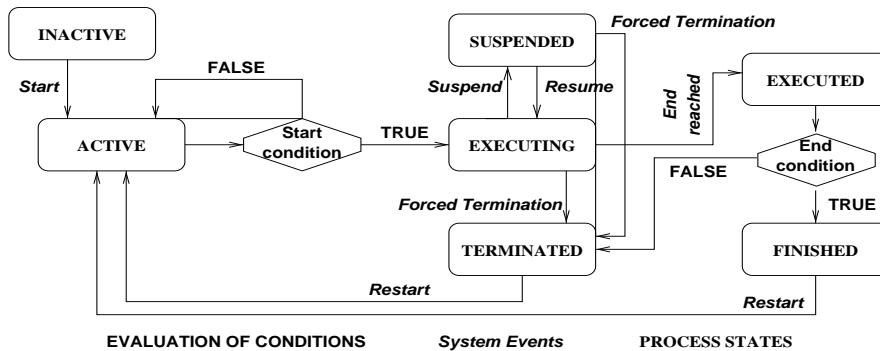 INACTIVE
Start
FALSE
ACTIVE
Start
condition
TRUE
SUSPENDED
Forced Termination
Suspend
Resume
EXECUTING
End
reached
EXECUTED
End
condition
FALSE
TRUE
Forced Termination
TERMINATED
FINISHED
Restart
Restart
EVALUATION OF CONDITIONS
System Events
PROCESS STATES